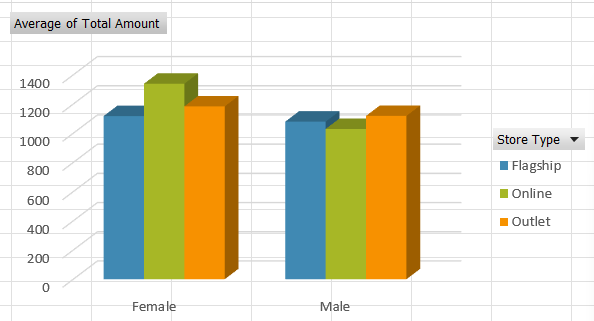 Average of Total Amount
1400
1200
1000
800
600
400
200
0
Female
Male
Store Type
Flagship
Online
Outlet